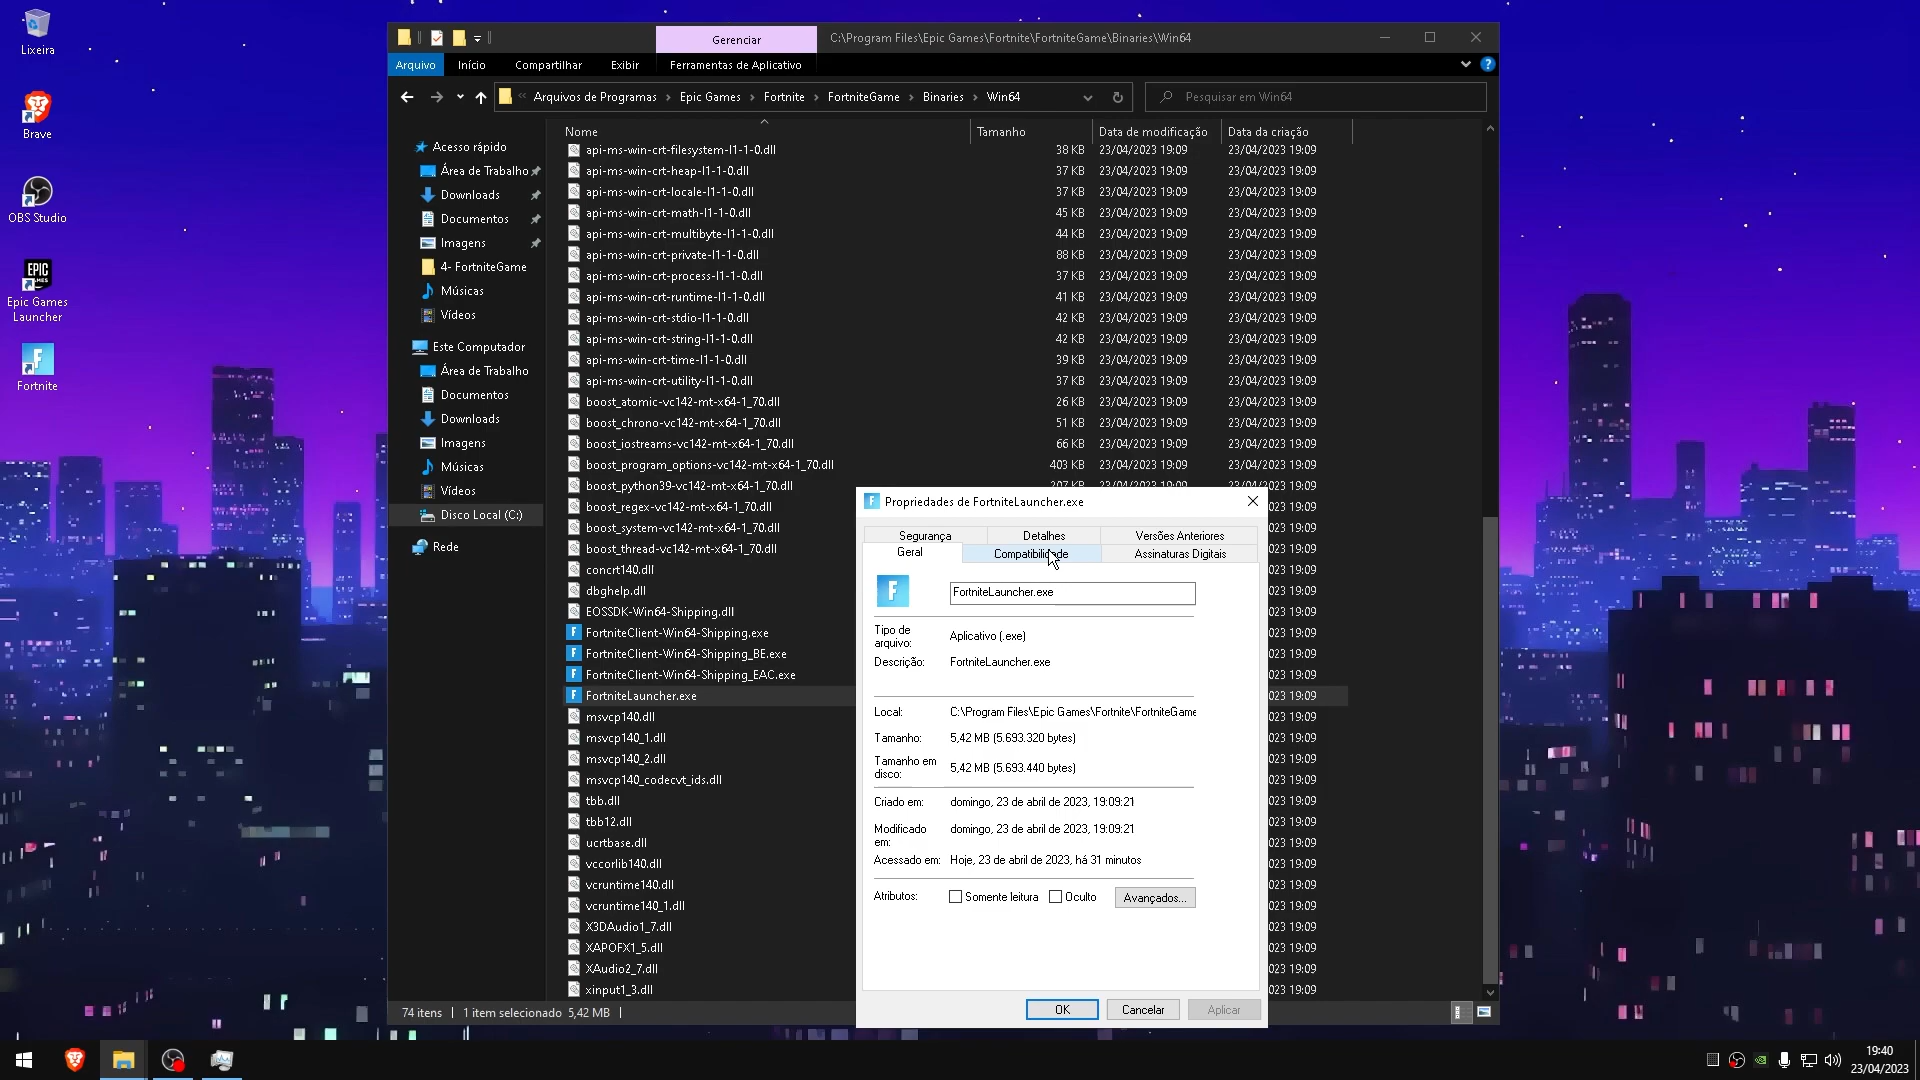 Lixeira
Brave
OBS Studio
EPIC
GAMES
Epic Games
Launcher
Fortnite
Gerenciar
C:\Program Files\Epic Games\Fortnite\FortniteGame\Binaries\Win64
Arquivo Início Compartilhar Exibir Ferramentas de Aplicativo
« Arquivos de Programas › Epic Games › Fortnite › FortniteGame › Binaries › Win64
Pesquisar em Win64
Acesso rápido
Área de Trabalho
Downloads
Documentos
Imagens
4- FortniteGame
Músicas
Vídeos
Este Computador
Área de Trabalho
Documentos
Downloads
Imagens
Músicas
Vídeos
Disco Local (C:)
Rede
Nome Tamanho Data de modificação Data da criação
api-ms-win-crt-filesystem-l1-1-0.dll 38 KB 23/04/2023 19:09 23/04/2023 19:09
api-ms-win-crt-heap-l1-1-0.dll 37 KB 23/04/2023 19:09 23/04/2023 19:09
api-ms-win-crt-locale-l1-1-0.dll 37 KB 23/04/2023 19:09 23/04/2023 19:09
api-ms-win-crt-math-l1-1-0.dll 45 KB 23/04/2023 19:09 23/04/2023 19:09
api-ms-win-crt-multibyte-l1-1-0.dll 44 KB 23/04/2023 19:09 23/04/2023 19:09
api-ms-win-crt-private-l1-1-0.dll 88 KB 23/04/2023 19:09 23/04/2023 19:09
api-ms-win-crt-process-l1-1-0.dll 37 KB 23/04/2023 19:09 23/04/2023 19:09
api-ms-win-crt-runtime-l1-1-0.dll 41 KB 23/04/2023 19:09 23/04/2023 19:09
api-ms-win-crt-stdio-l1-1-0.dll 42 KB 23/04/2023 19:09 23/04/2023 19:09
api-ms-win-crt-string-l1-1-0.dll 42 KB 23/04/2023 19:09 23/04/2023 19:09
api-ms-win-crt-time-l1-1-0.dll 39 KB 23/04/2023 19:09 23/04/2023 19:09
api-ms-win-crt-utility-l1-1-0.dll 37 KB 23/04/2023 19:09 23/04/2023 19:09
boost_atomic-vc142-mt-x64-1_70.dll 26 KB 23/04/2023 19:09 23/04/2023 19:09
boost_chrono-vc142-mt-x64-1_70.dll 51 KB 23/04/2023 19:09 23/04/2023 19:09
boost_iostreams-vc142-mt-x64-1_70.dll 66 KB 23/04/2023 19:09 23/04/2023 19:09
boost_program_options-vc142-mt-x64-1_70.dll 403 KB 23/04/2023 19:09 23/04/2023 19:09
boost_python39-vc142-mt-x64-1_70.dll 207 KB 23/04/2023 19:09 23/04/2023 19:09
boost_regex-vc142-mt-x64-1_70.dll 023 19:09
boost_system-vc142-mt-x64-1_70.dll 023 19:09
boost_thread-vc142-mt-x64-1_70.dll 023 19:09
concrt140.dll 023 19:09
dbghelp.dll 023 19:09
EOSSDK-Win64-Shipping.dll 023 19:09
FortniteClient-Win64-Shipping.exe 023 19:09
FortniteClient-Win64-Shipping_BE.exe 023 19:09
FortniteClient-Win64-Shipping_EAC.exe 023 19:09
FortniteLauncher.exe 023 19:09
msvcp140.dll 023 19:09
msvcp140_1.dll 023 19:09
msvcp140_2.dll 023 19:09
msvcp140_codecvt_ids.dll 023 19:09
tbb.dll 023 19:09
tbb12.dll 023 19:09
ucrtbase.dll 023 19:09
vccorlib140.dll 023 19:09
vcruntime140.dll 023 19:09
vcruntime140_1.dll 023 19:09
X3DAudio1_7.dll 023 19:09
XAPOFX1_5.dll 023 19:09
XAudio2_7.dll 023 19:09
xinput1_3.dll 023 19:09
74 itens 1 item selecionado 5,42 MB
Propriedades de FortniteLauncher.exe
Segurança Detalhes Versões Anteriores
Geral Compatibilidade Assinaturas Digitais
FortniteLauncher.exe
Tipo de
arquivo: Aplicativo (.exe)
Descrição: FortniteLauncher.exe
Local: C:\Program Files\Epic Games\Fortnite\FortniteGame
Tamanho: 5,42 MB (5.693.320 bytes)
Tamanho em
disco: 5,42 MB (5.693.440 bytes)
Criado em: domingo, 23 de abril de 2023, 19:09:21
Modificado
em: domingo, 23 de abril de 2023, 19:09:21
Acessado em: Hoje, 23 de abril de 2023, há 31 minutos
Atributos: Somente leitura Oculto Avançados...
OK Cancelar Aplicar
19:40
23/04/2023